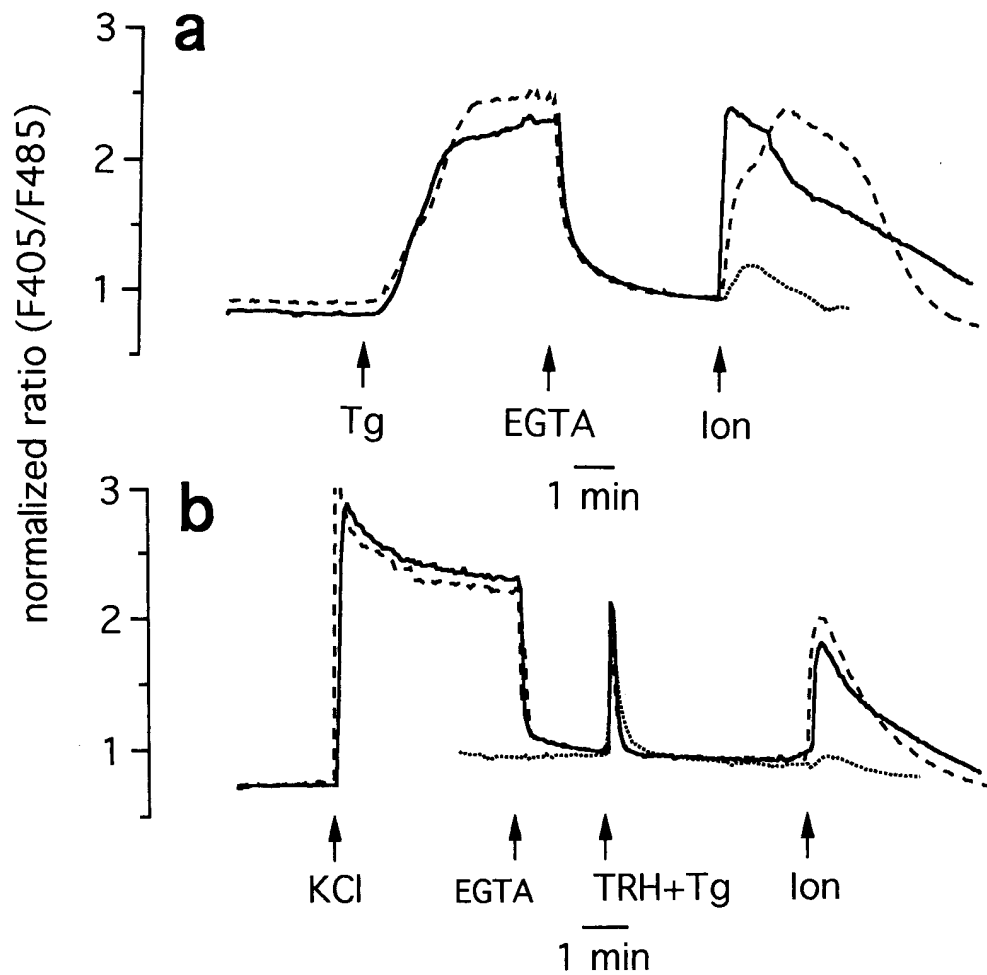 a
3
2
1
normalized ratio (F405/F485)
Tg
EGTA
Ion
1 min
b
3
2
1
KCl
EGTA
TRH+Tg
Ion
1 min